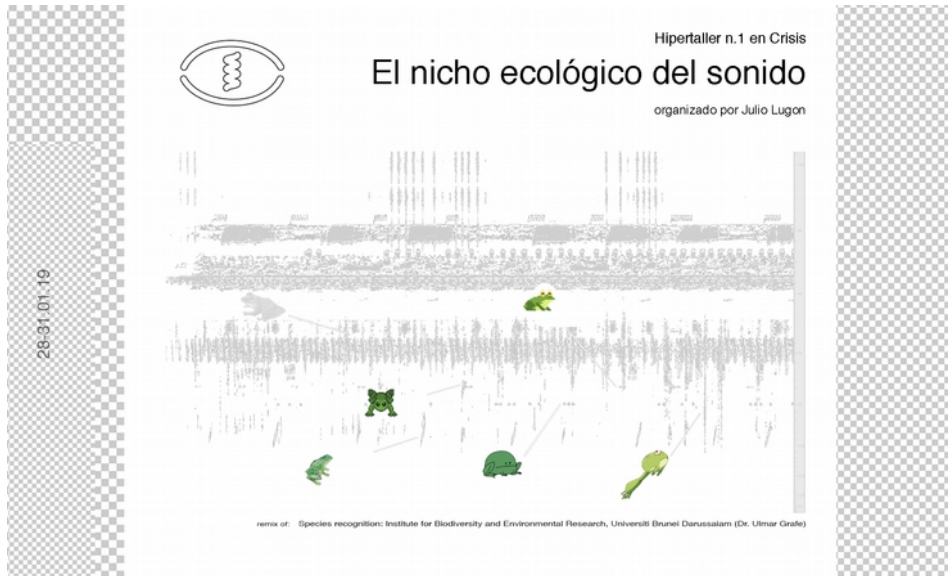 Hipertaller n.1 en Crisis
El nicho ecológico del sonido
organizado por Julio Lugon
28-31.01.19
remix of: Species recognition: Institute for Biodiversity and Environmental Research, Universiti Brunei Darussalam (Dr. Ulmar Grafe)